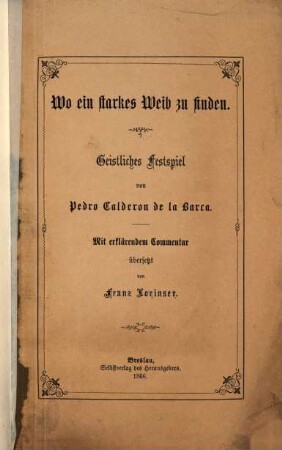 Wo ein starkes Weib zu finden.
Geistliches Festspiel
von
Pedro Calderon de la Barca.
Mit erklärendem Commentar
übersetzt
von
Franz Lorinser.
Breslau,
Selbstverlag des Herausgebers.
1866.